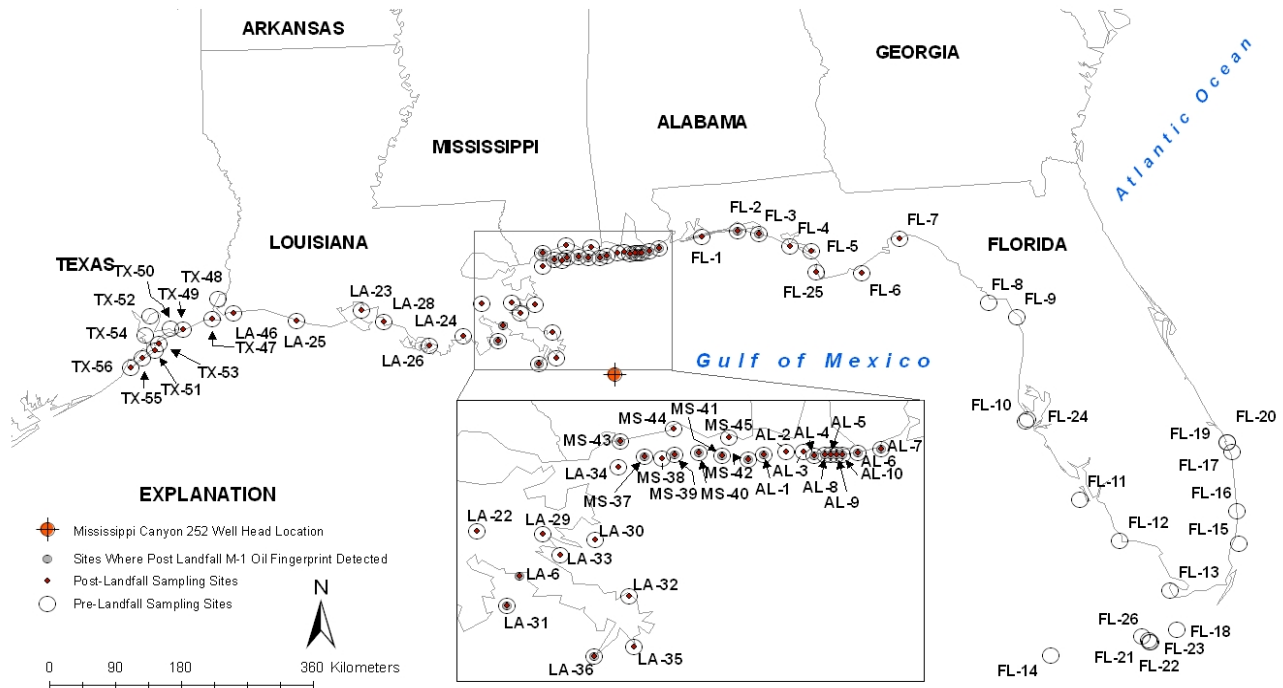 ARKANSAS
GEORGIA
ALABAMA
MISSISSIPPI
Atlantic Ocean
LOUISIANA
TEXAS
FLORIDA
FL-1
FL-2
FL-3
FL-4
FL-5
FL-25
FL-6
FL-7
FL-8
FL-9
TX-50
TX-48
TX-49
TX-52
TX-54
TX-56
TX-55
TX-51
TX-53
TX-47
LA-46
LA-25
LA-23
LA-28
LA-24
LA-26
Gulf of Mexico
FL-10
FL-24
FL-20
FL-19
FL-17
FL-16
FL-15
FL-11
FL-12
FL-13
FL-18
FL-26
FL-23
FL-21
FL-22
FL-14
MS-41
MS-44
MS-45
MS-43
AL-2
AL-4
AL-5
AL-7
LA-34
MS-37
MS-38
MS-39
MS-40
MS-42
AL-1
AL-3
AL-8
AL-9
AL-6
AL-10
LA-22
LA-29
LA-30
LA-33
LA-6
LA-32
LA-31
LA-36
LA-35
EXPLANATION
Mississippi Canyon 252 Well Head Location
Sites Where Post Landfall M-1 Oil Fingerprint Detected
Post-Landfall Sampling Sites
Pre-Landfall Sampling Sites
N
0 90 180 360 Kilometers